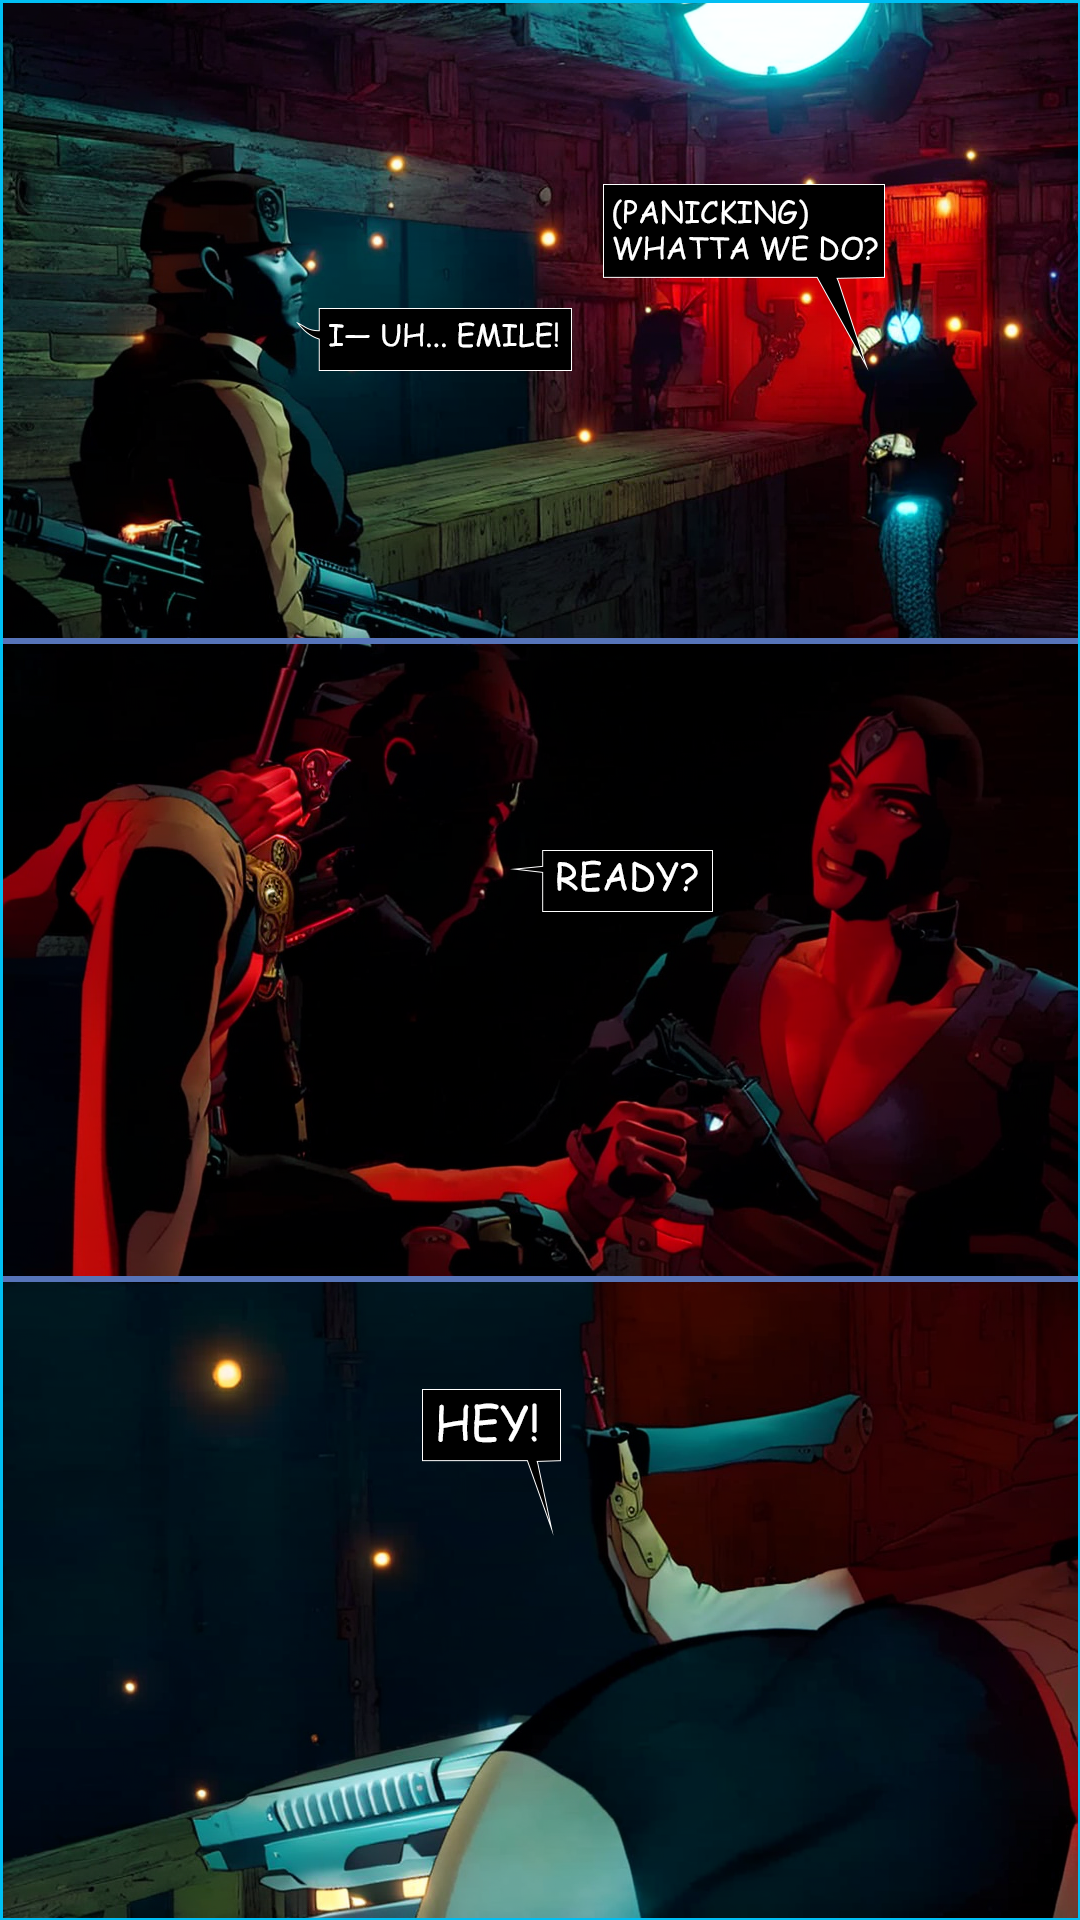 (PANICKING)
WHATTA WE DO?
I— UH... EMILE!
READY?
HEY!